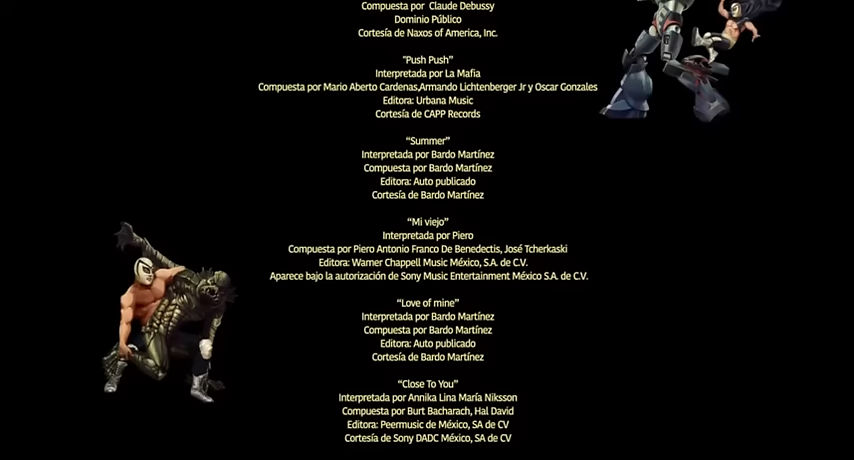 Compuesta por Claude Debussy
Dominio Público
Cortesía de Naxos of America, Inc.
"Push Push"
Interpretada por La Mafia
Compuesta por Mario Aberto Cardenas,Armando Lichtenberger Jr y Oscar Gonzales
Editora: Urbana Music
Cortesía de CAPP Records
"Summer"
Interpretada por Bardo Martínez
Compuesta por Bardo Martínez
Editora: Auto publicado
Cortesía de Bardo Martínez
"Mi viejo"
Interpretada por Piero
Compuesta por Piero Antonio Franco De Benedectis, José Tcherkaski
Editora: Warner Chappell Music México, S.A. de C.V.
Aparece bajo la autorización de Sony Music Entertainment México S.A. de C.V.
"Love of mine"
Interpretada por Bardo Martínez
Compuesta por Bardo Martínez
Editora: Auto publicado
Cortesía de Bardo Martínez
"Close To You"
Interpretada por Annika Lina María Niksson
Compuesta por Burt Bacharach, Hal David
Editora: Peermusic de México, SA de CV
Cortesía de Sony DADC México, SA de CV